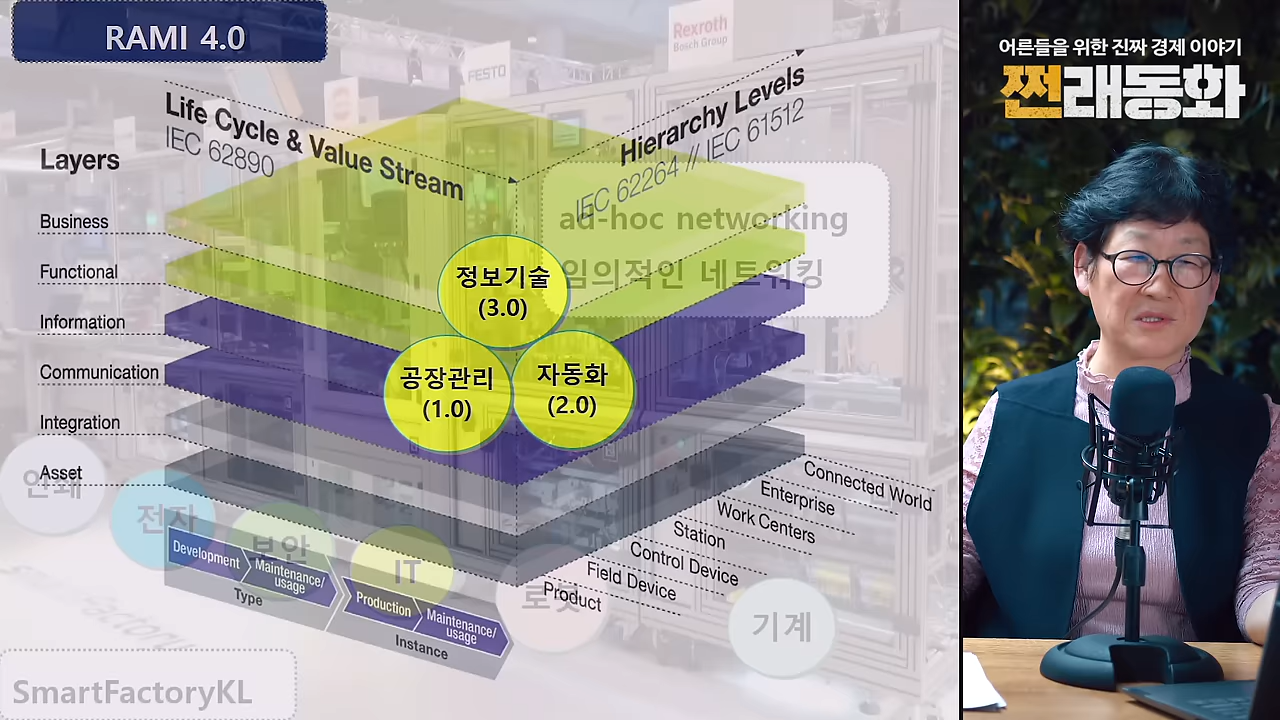 RAMI 4.0
어른들을 위한 진짜 경제 이야기
쩐래동화
Rexroth
Bosch Group
FESTO
Life Cycle & Value Stream
IEC 62890
Hierarchy Levels
IEC 62264 // IEC 61512
Layers
Business
Functional
Information
Communication
Integration
Asset
ad-hoc networking
임의적인 네트워킹
정보기술
(3.0)
공장관리
(1.0)
자동화
(2.0)
Connected World
Enterprise
Work Centers
Station
Control Device
Field Device
Product
전자
보안
IT
로봇
기계
Development
Maintenance/
usage
Production
Maintenance/
usage
Type
Instance
SmartFactoryKL